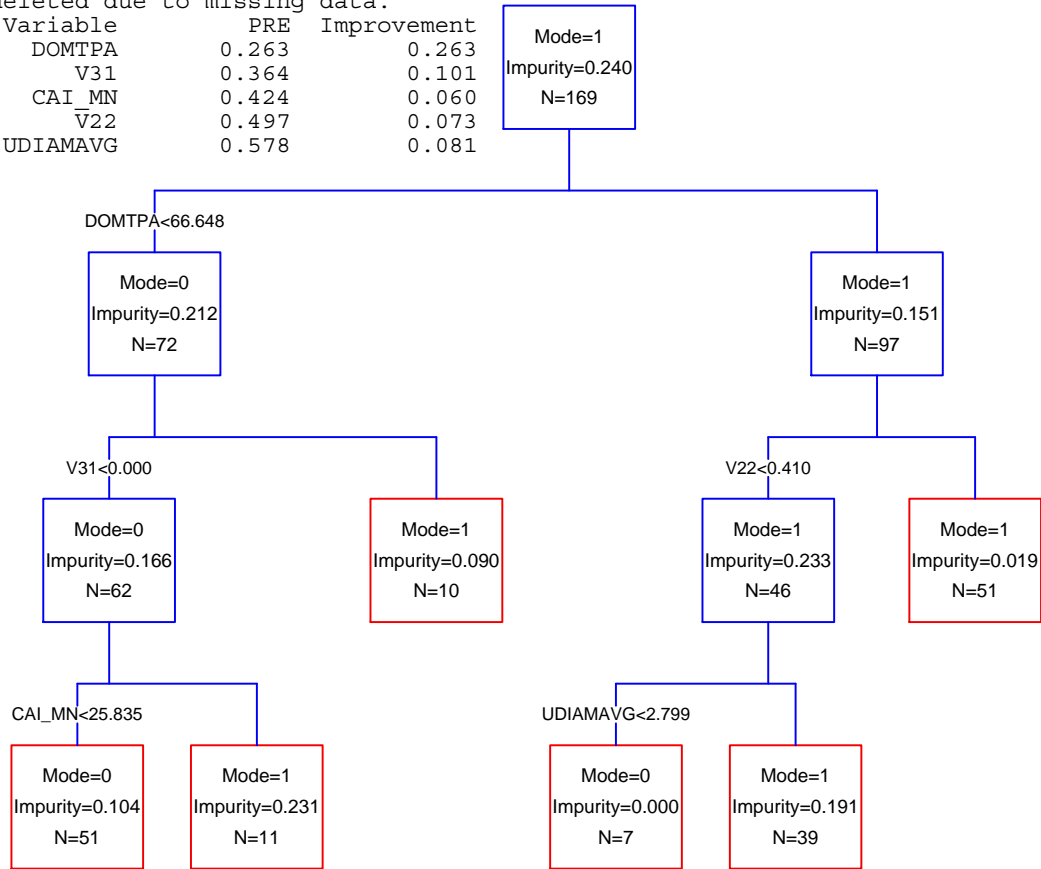 deleted due to missing data.
Variable PRE Improvement
DOMTPA 0.263 0.263
V31 0.364 0.101
CAI_MN 0.424 0.060
V22 0.497 0.073
UDIAMAVG 0.578 0.081
Mode=1
Impurity=0.240
N=169
DOMTPA<66.648
Mode=0
Impurity=0.212
N=72
Mode=1
Impurity=0.151
N=97
V31<0.000
V22<0.410
Mode=0
Impurity=0.166
N=62
Mode=1
Impurity=0.090
N=10
Mode=1
Impurity=0.233
N=46
Mode=1
Impurity=0.019
N=51
CAI_MN<25.835
UDIAMAVG<2.799
Mode=0
Impurity=0.104
N=51
Mode=1
Impurity=0.231
N=11
Mode=0
Impurity=0.000
N=7
Mode=1
Impurity=0.191
N=39